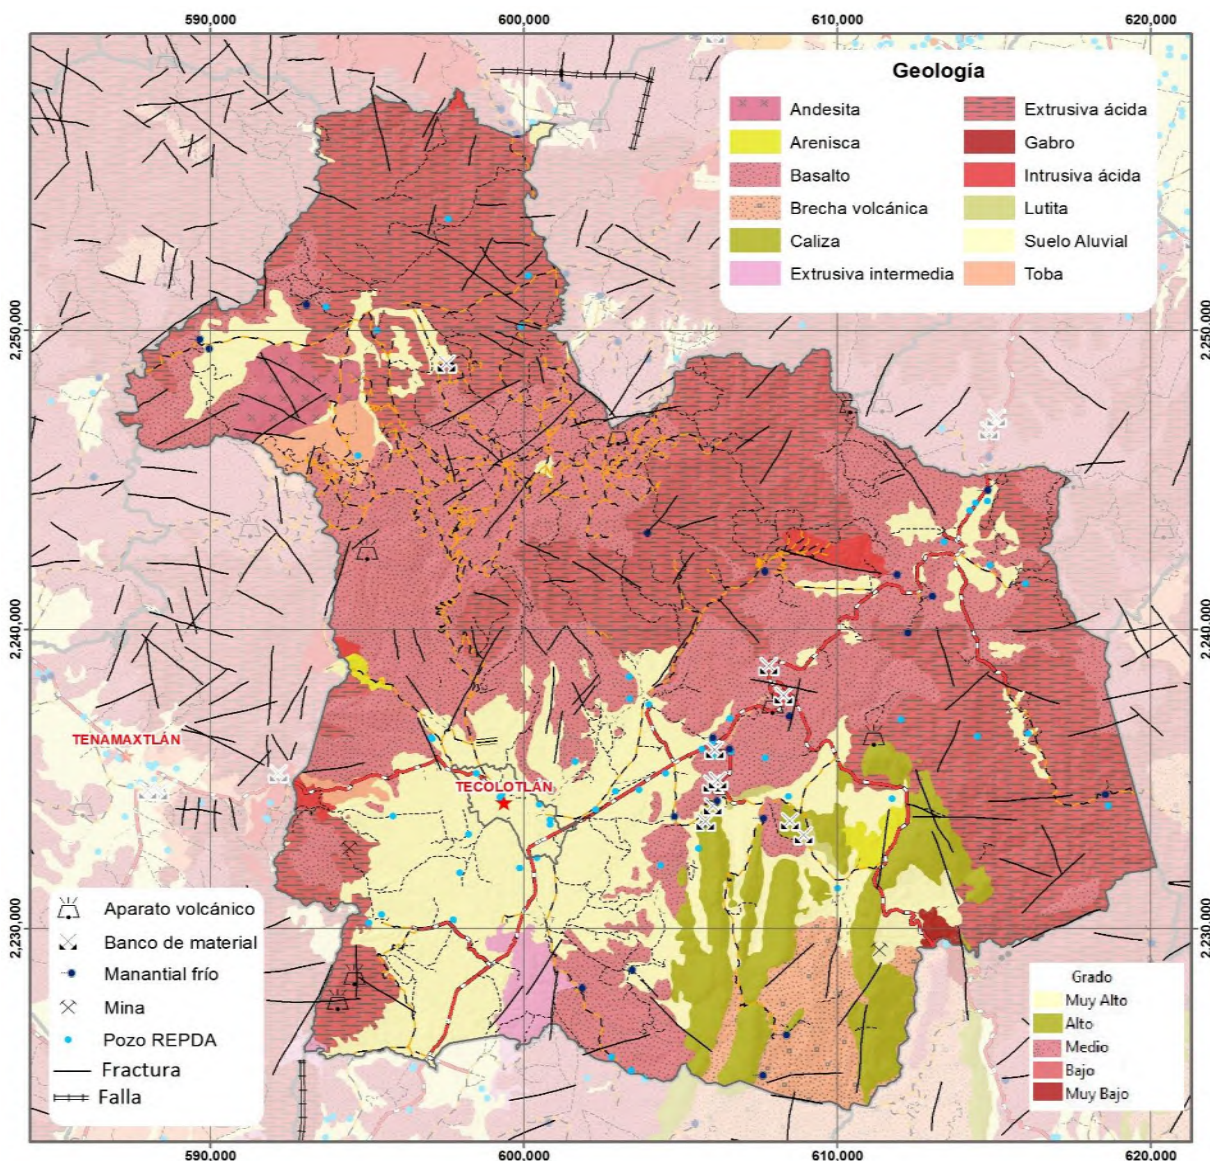 590,000
600,000
610,000
620,000
Geología
Andesita
Arenisca
Basalto
Brecha volcánica
Caliza
Extrusiva intermedia
Extrusiva ácida
Gabro
Intrusiva ácida
Lutita
Suelo Aluvial
Toba
2,250,000
2,250,000
2,240,000
2,240,000
TENAMAXTLÁN
TECOLOTLÁN
2,230,000
2,230,000
Aparato volcánico
Banco de material
Manantial frío
Mina
Pozo REPDA
Fractura
Falla
Grado
Muy Alto
Alto
Medio
Bajo
Muy Bajo
590,000
600,000
610,000
620,000